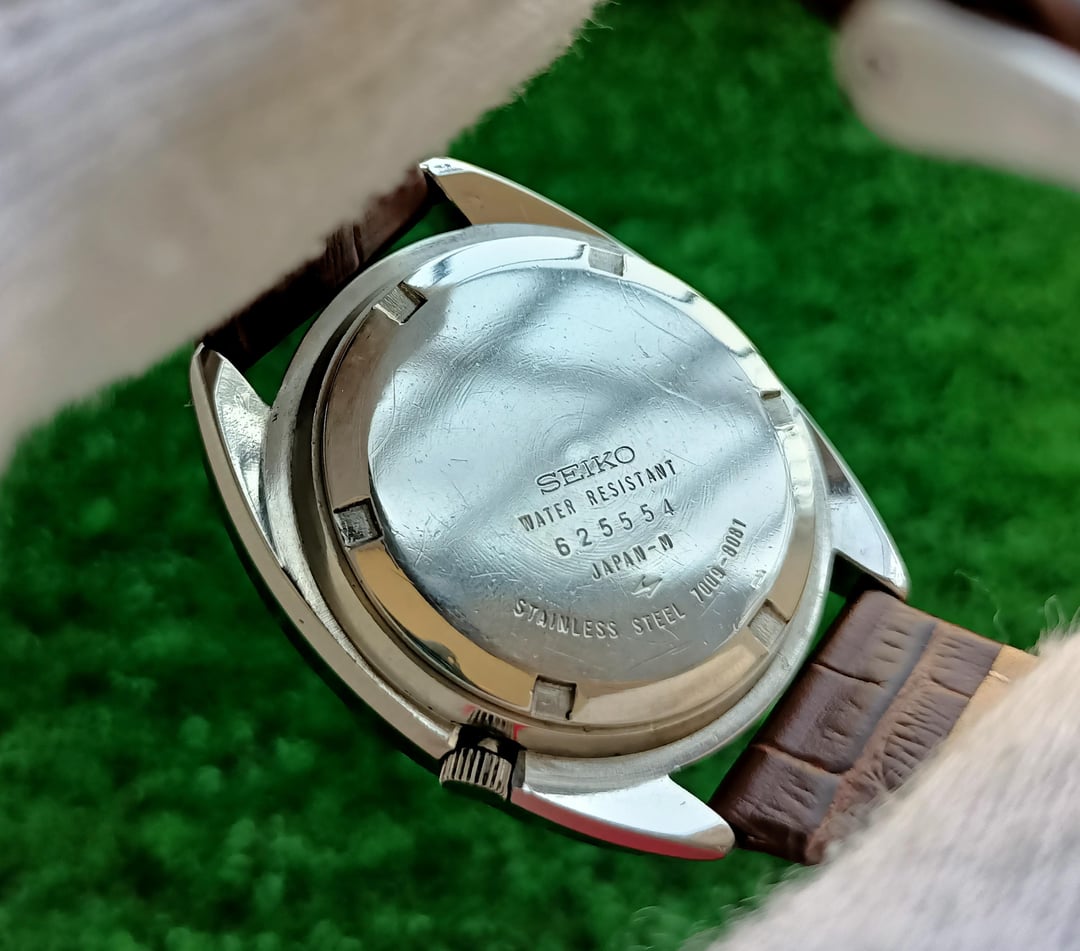 SEIKO
WATER RESISTANT
625554
JAPAN-N
STAINLESS STEEL 7009-8081